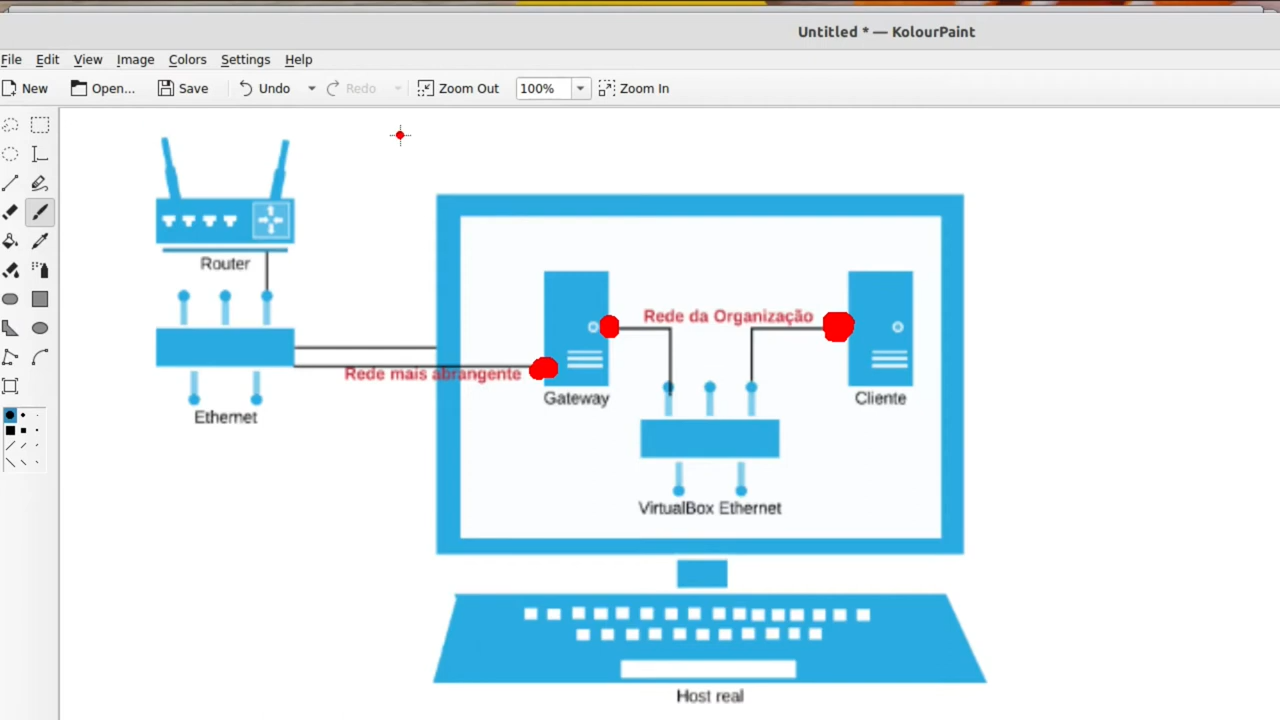 Untitled * — KolourPaint
File Edit View Image Colors Settings Help
New Open... Save Undo Redo Zoom Out 100% Zoom In
Router
Rede da Organização
Rede mais abrangente
Gateway
Cliente
Ethernet
VirtualBox Ethernet
Host real